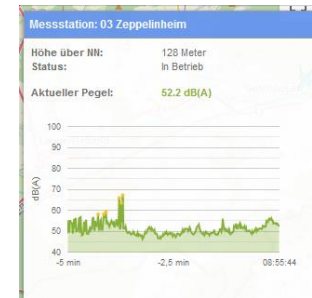 Messstation: 03 Zeppelinheim
Höhe über NN: 128 Meter
Status: In Betrieb
Aktueller Pegel: 52.2 dB(A)
100
90
80
70
60
50
40
dB(A)
-5 min -2,5 min 08:55:44